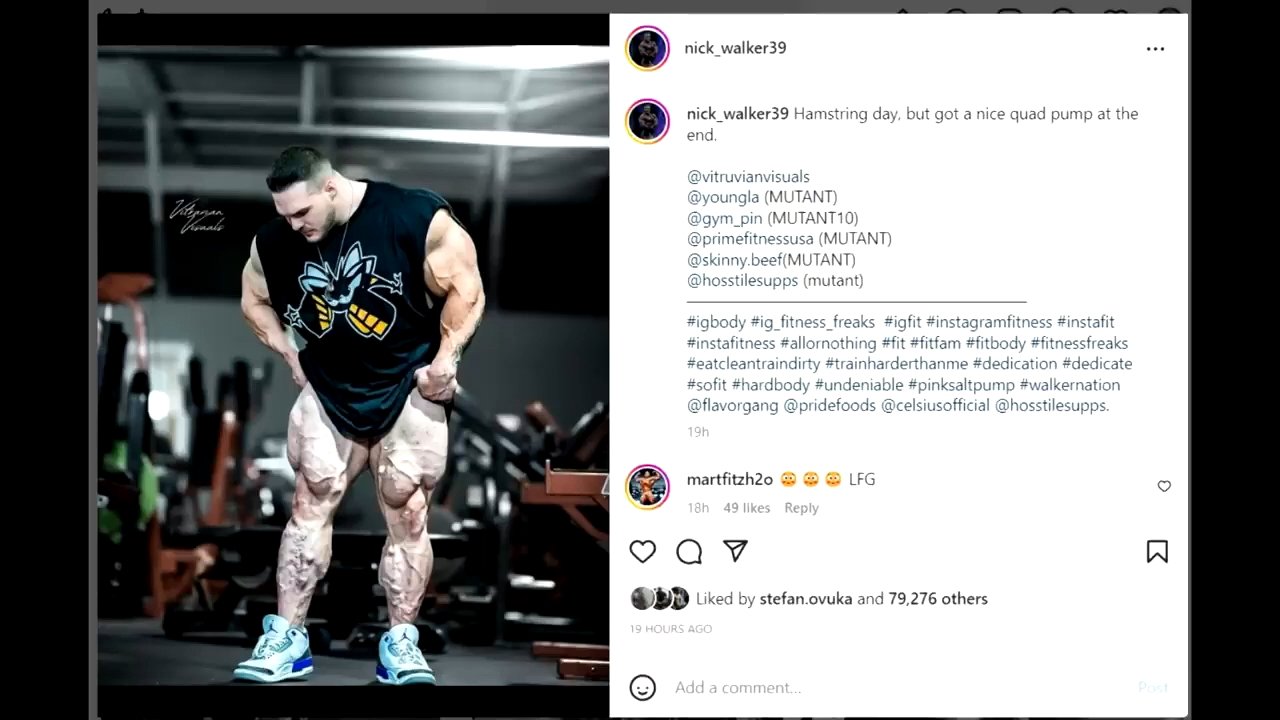 nick_walker39
nick_walker39 Hamstring day, but got a nice quad pump at the
end.
@vitruvianvisuals
@youngla (MUTANT)
@gym_pin (MUTANT10)
@primefitnessusa (MUTANT)
@skinny.beef(MUTANT)
@hosstilesupps (mutant)
#igbody #ig_fitness_freaks #igfit #instagramfitness #instafit
#instafitness #allornothing #fit #fitfam #fitbody #fitnessfreaks
#eatcleantraindirty #trainharderthanme #dedication #dedicate
#sofit #hardbody #undeniable #pinksaltpump #walkernation
@flavorgang @pridefoods @celsiusofficial @hosstilesupps.
19h
martfitzh2o 😳 😳 😳 LFG
18h 49 likes Reply
Liked by stefan.ovuka and 79,276 others
19 HOURS AGO
Add a comment...
Post
Vitruvian
Visuals